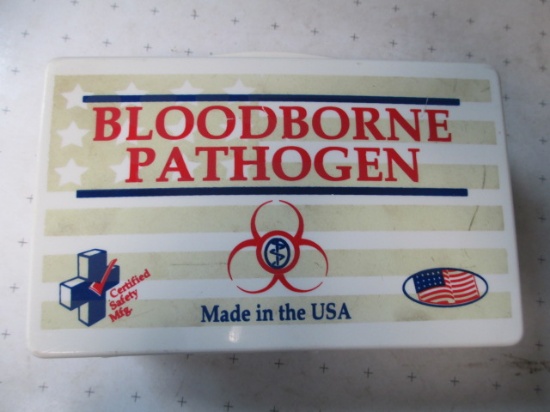 BLOODBORNE
PATHOGEN
Certified
Safety
Mfg.
Made in the USA